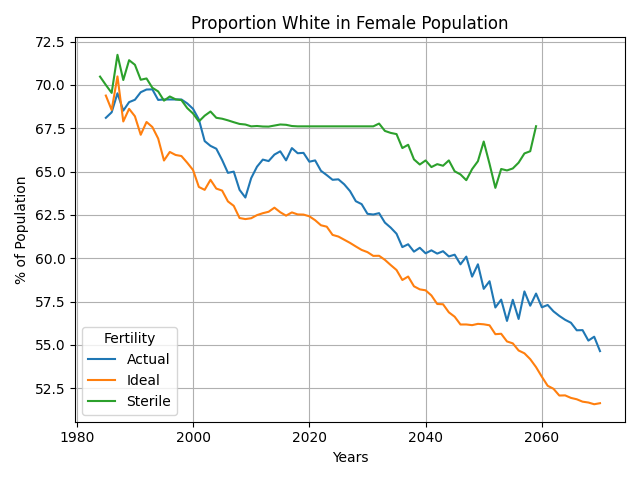 Proportion White in Female Population
% of Population
72.5
70.0
67.5
65.0
62.5
60.0
57.5
55.0
52.5
Fertility
Actual
Ideal
Sterile
1980
2000
2020
2040
2060
Years